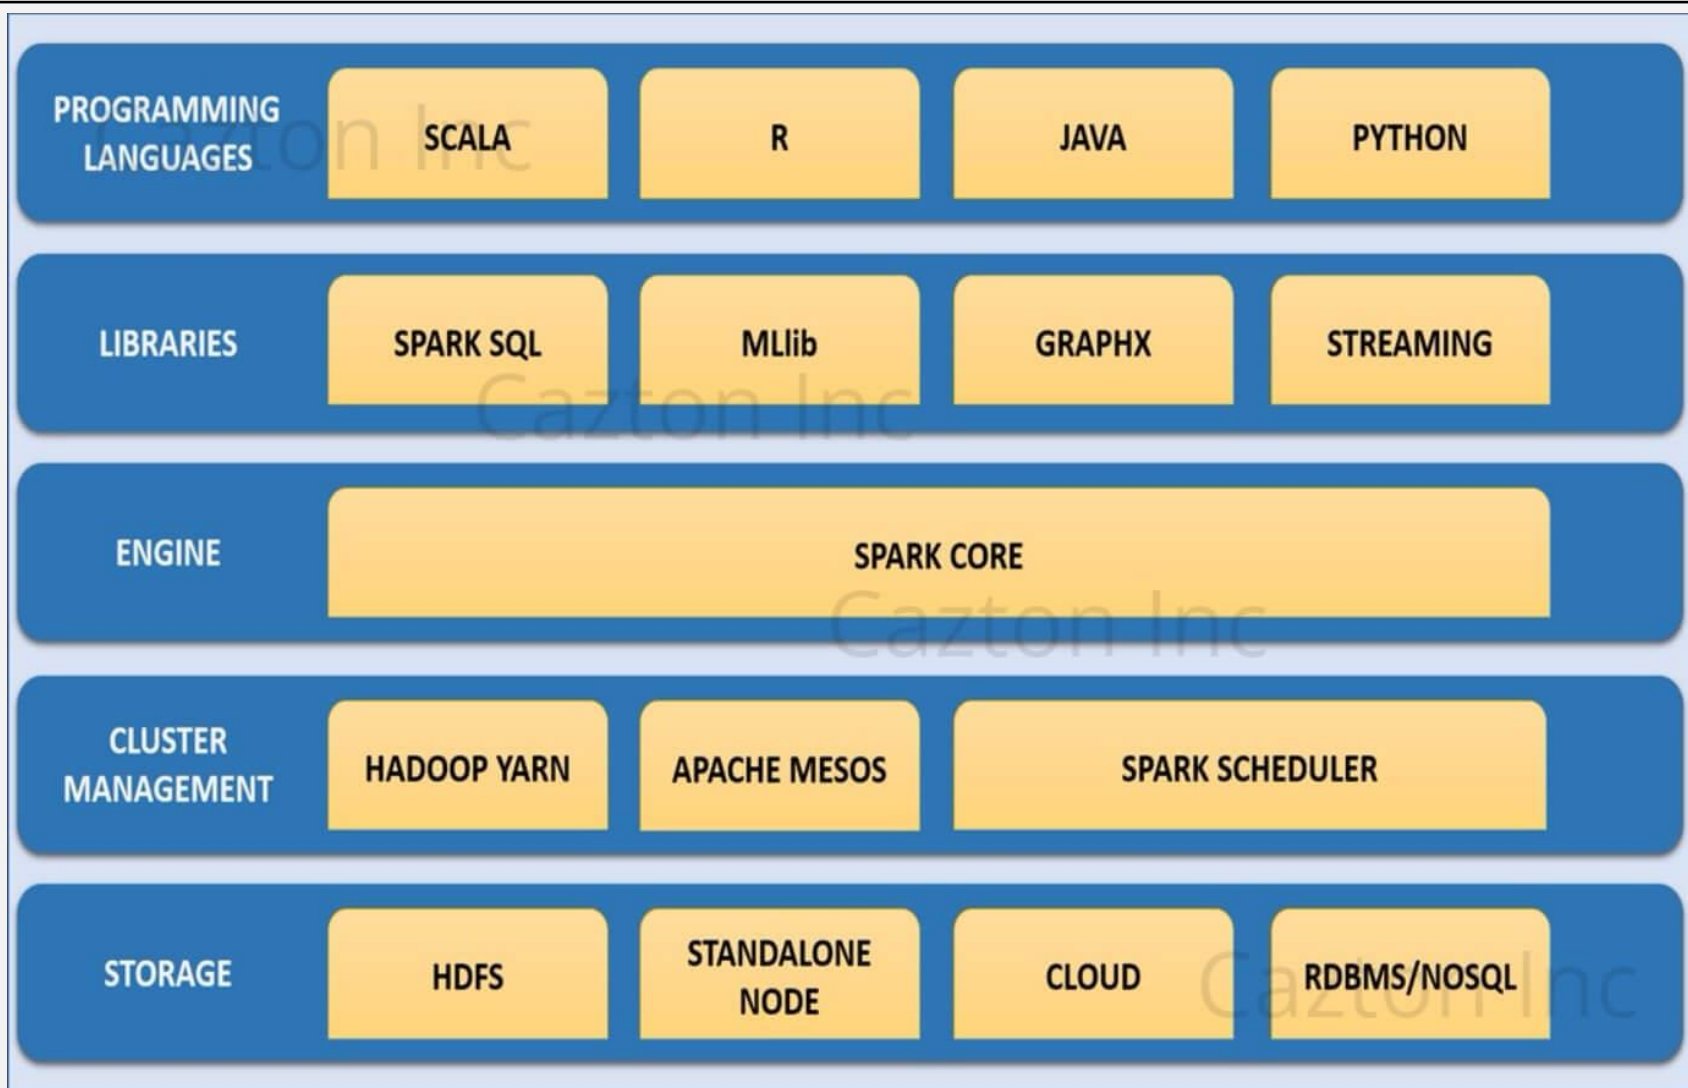 PROGRAMMING
LANGUAGES
SCALA
R
JAVA
PYTHON
Cazton Inc
LIBRARIES
SPARK SQL
MLlib
GRAPHX
STREAMING
Cazton Inc
ENGINE
SPARK CORE
Cazton Inc
CLUSTER
MANAGEMENT
HADOOP YARN
APACHE MESOS
SPARK SCHEDULER
STORAGE
HDFS
STANDALONE
NODE
CLOUD
RDBMS/NOSQL
Cazton Inc